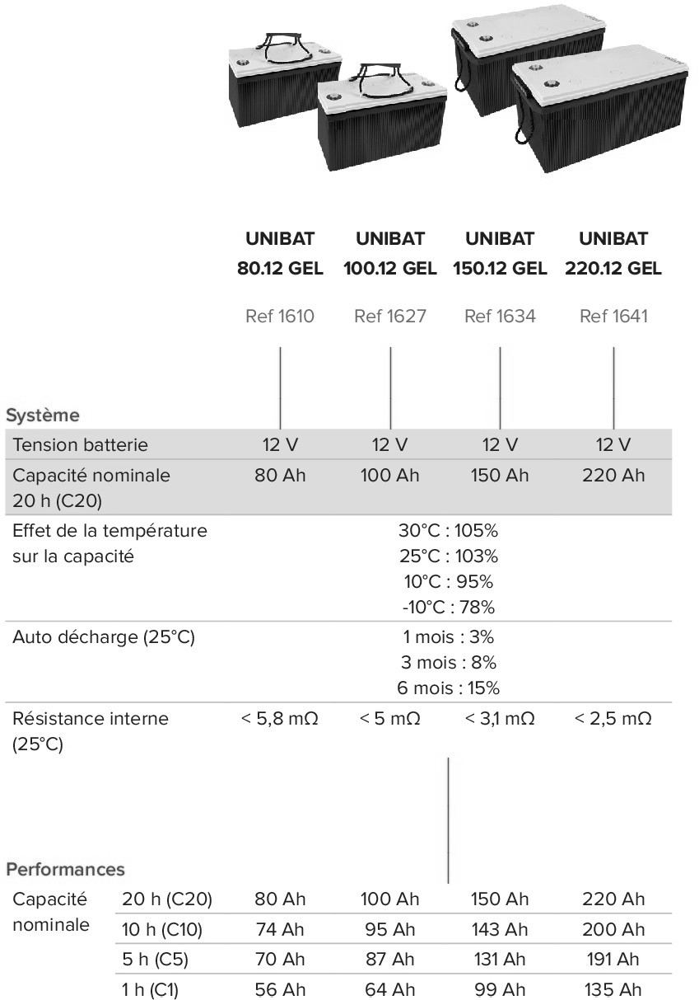 UNIBAT UNIBAT UNIBAT UNIBAT
80.12 GEL 100.12 GEL 150.12 GEL 220.12 GEL
Ref 1610 Ref 1627 Ref 1634 Ref 1641
Système
Tension batterie 12 V 12 V 12 V 12 V
Capacité nominale 80 Ah 100 Ah 150 Ah 220 Ah
20 h (C20)
Effet de la température 30°C : 105%
sur la capacité 25°C : 103%
10°C : 95%
-10°C : 78%
Auto décharge (25°C) 1 mois : 3%
3 mois : 8%
6 mois : 15%
Résistance interne < 5,8 mΩ < 5 mΩ < 3,1 mΩ < 2,5 mΩ
(25°C)
Performances
Capacité 20 h (C20) 80 Ah 100 Ah 150 Ah 220 Ah
nominale 10 h (C10) 74 Ah 95 Ah 143 Ah 200 Ah
5 h (C5) 70 Ah 87 Ah 131 Ah 191 Ah
1 h (C1) 56 Ah 64 Ah 99 Ah 135 Ah